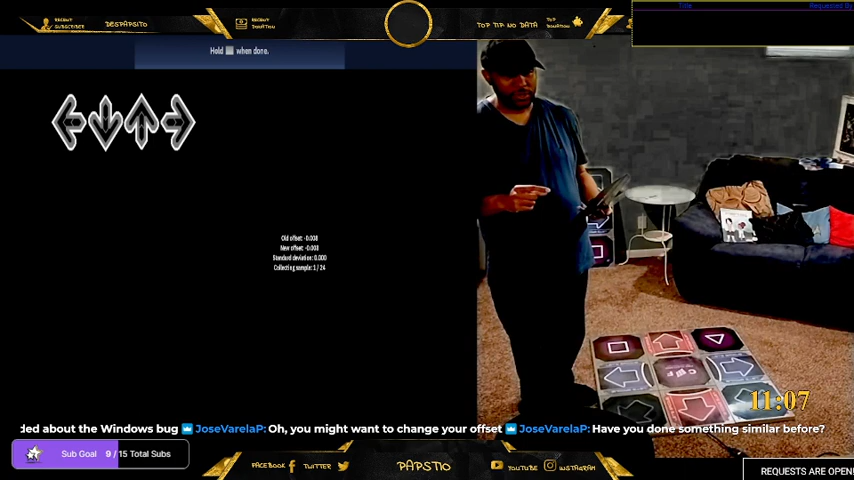 RECENT
SUBSCRIBER
DESPAPSITO
RECENT
DONATION
TOP TIP NO DATA
TOP
DONATION
Title
Requested By
Hold when done.
Old offset: -0.008
New offset: -0.008
Standard deviation: 0.000
Collecting sample: 1 / 24
11:07
ded about the Windows bug JoseVarelaP: Oh, you might want to change your offset JoseVarelaP: Have you done something similar before?
Sub Goal 9 / 15 Total Subs
FACEBOOK
TWITTER
PAPSTIO
YOUTUBE
INSTAGRAM
REQUESTS ARE OPEN!